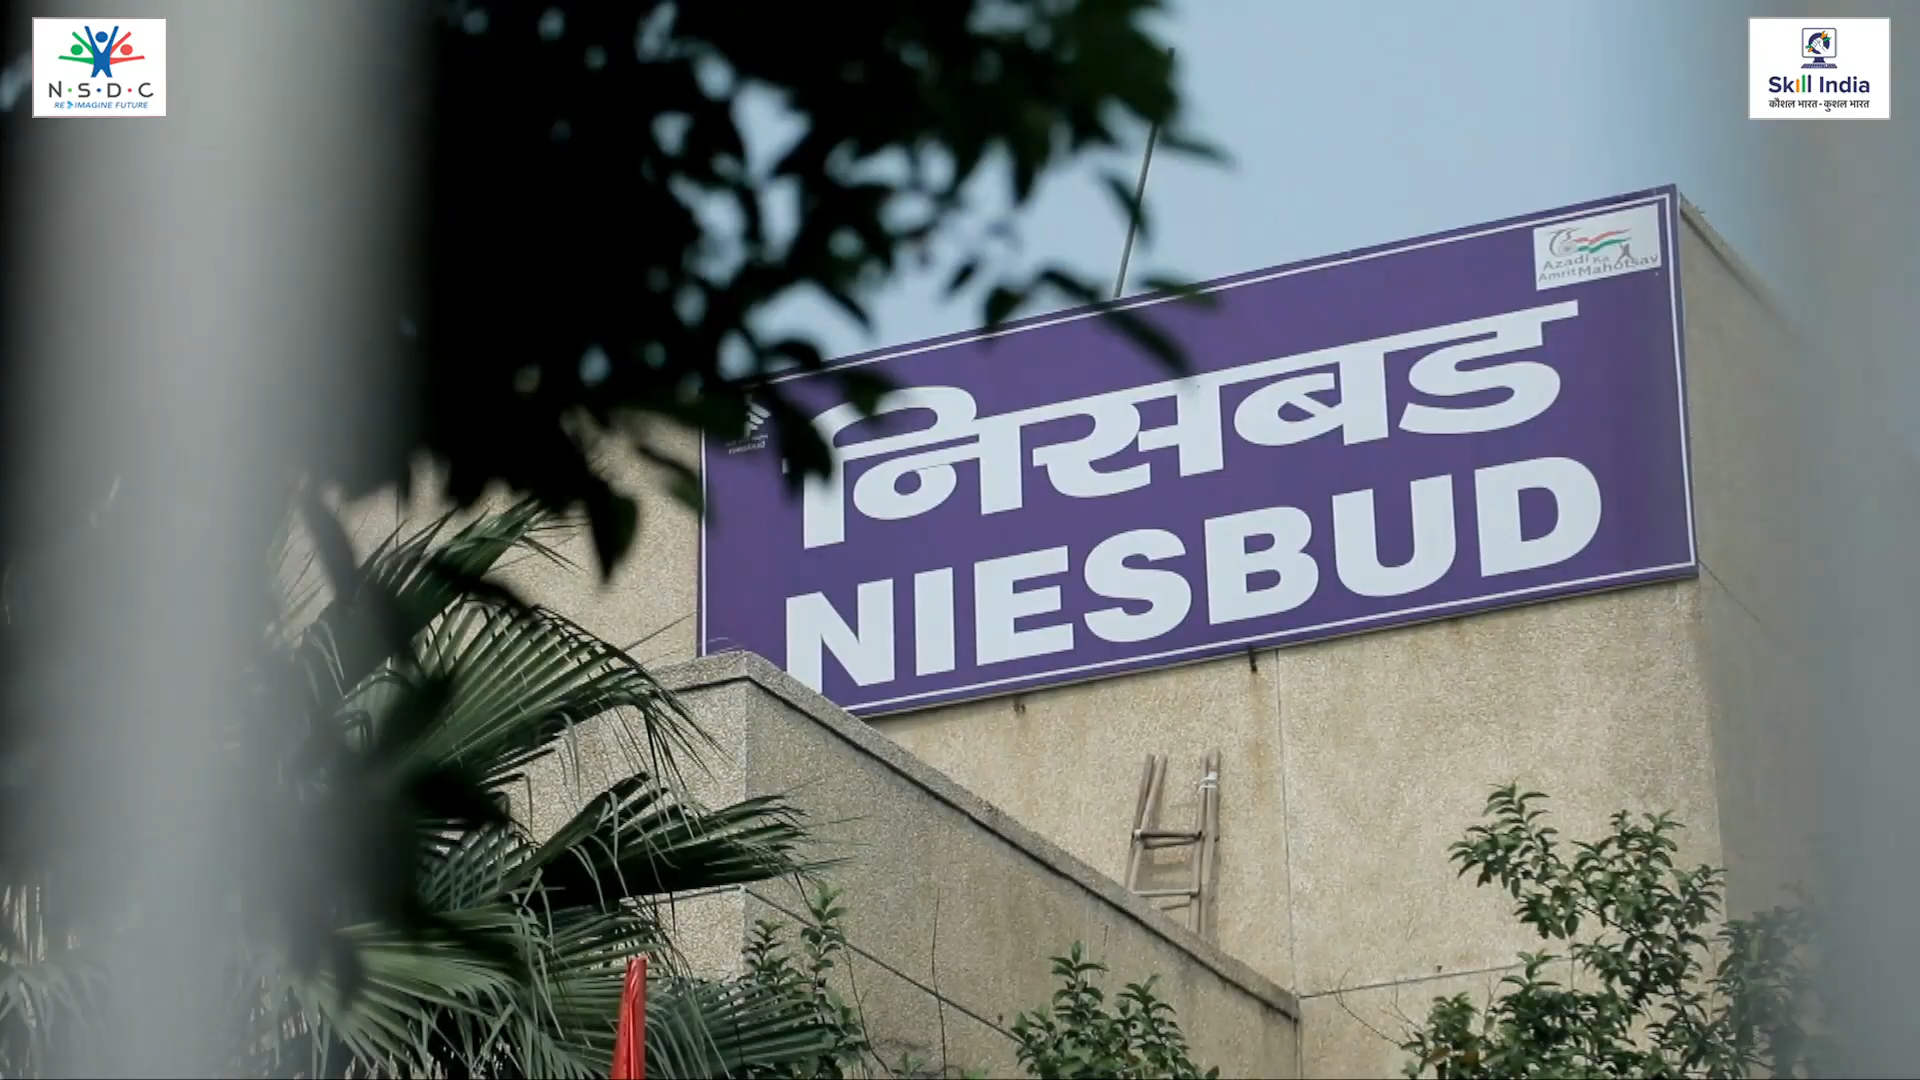 N·S·D·C
RE IMAGINE FUTURE
Skill India
कौशल भारत - कुशल भारत
Azadi Ka
Amrit Mahotsav
निसबड
NIESBUD